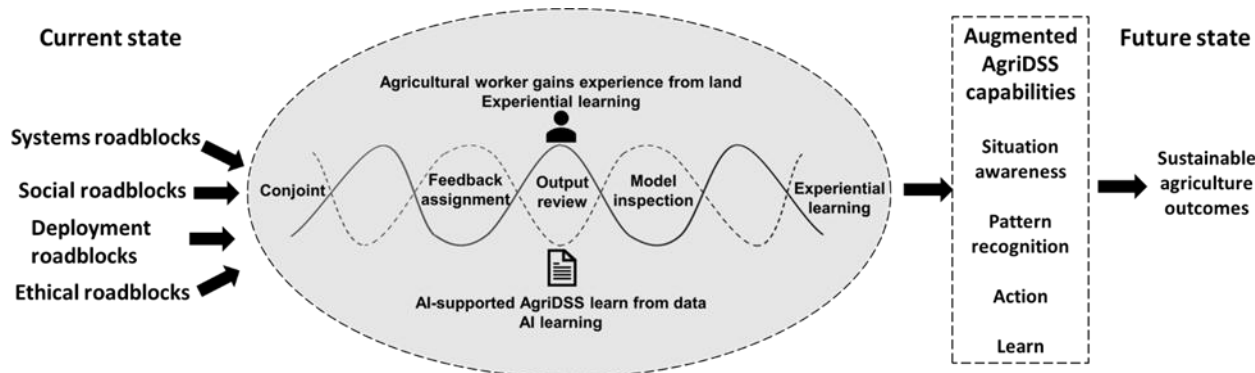 Current state
Systems roadblocks
Social roadblocks
Deployment
roadblocks
Ethical roadblocks
Agricultural worker gains experience from land
Experiential learning
Conjoint
Feedback
assignment
Output
review
Model
inspection
Experiential
learning
AI-supported AgriDSS learn from data
AI learning
Augmented
AgriDSS
capabilities
Situation
awareness
Pattern
recognition
Action
Learn
Future state
Sustainable
agriculture
outcomes